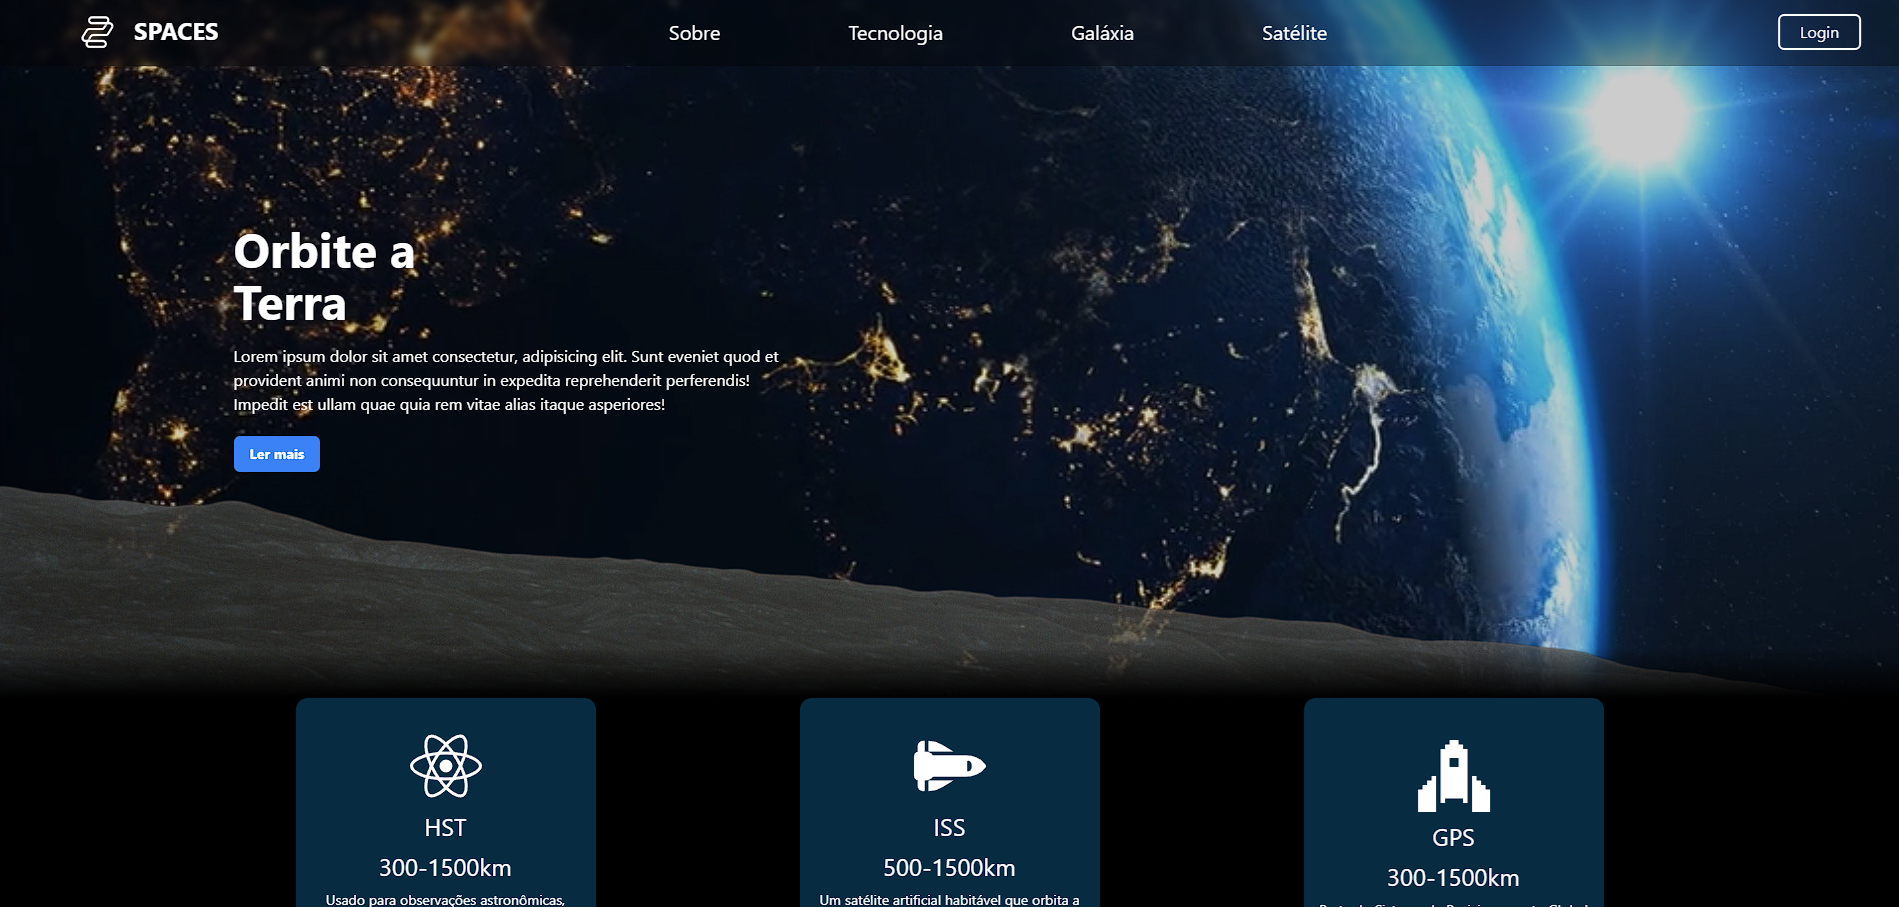 SPACES
Sobre
Tecnologia
Galáxia
Satélite
Login
Orbite a
Terra
Lorem ipsum dolor sit amet consectetur, adipisicing elit. Sunt eveniet quod et
provident animi non consequuntur in expedita reprehenderit perferendis!
Impedit est ullam quae quia rem vitae alias itaque asperiores!
Ler mais
HST
300-1500km
Usado para observações astronômicas,
ISS
500-1500km
Um satélite artificial habitável que orbita a
GPS
300-1500km